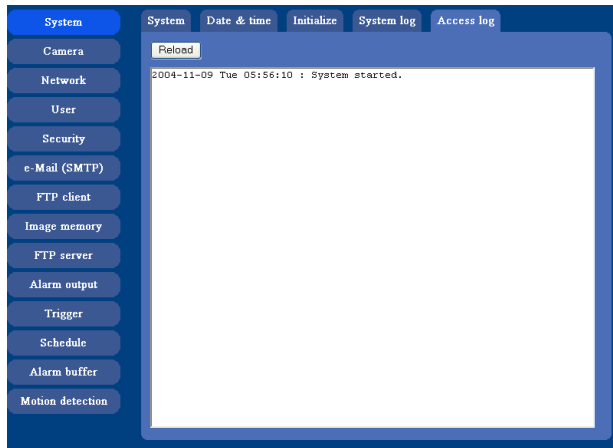 System
Camera
Network
User
Security
e-Mail (SMTP)
FTP client
Image memory
FTP server
Alarm output
Trigger
Schedule
Alarm buffer
Motion detection
System Date & time Initialize System log Access log
Reload
2004-11-09 Tue 05:56:10 : System started.